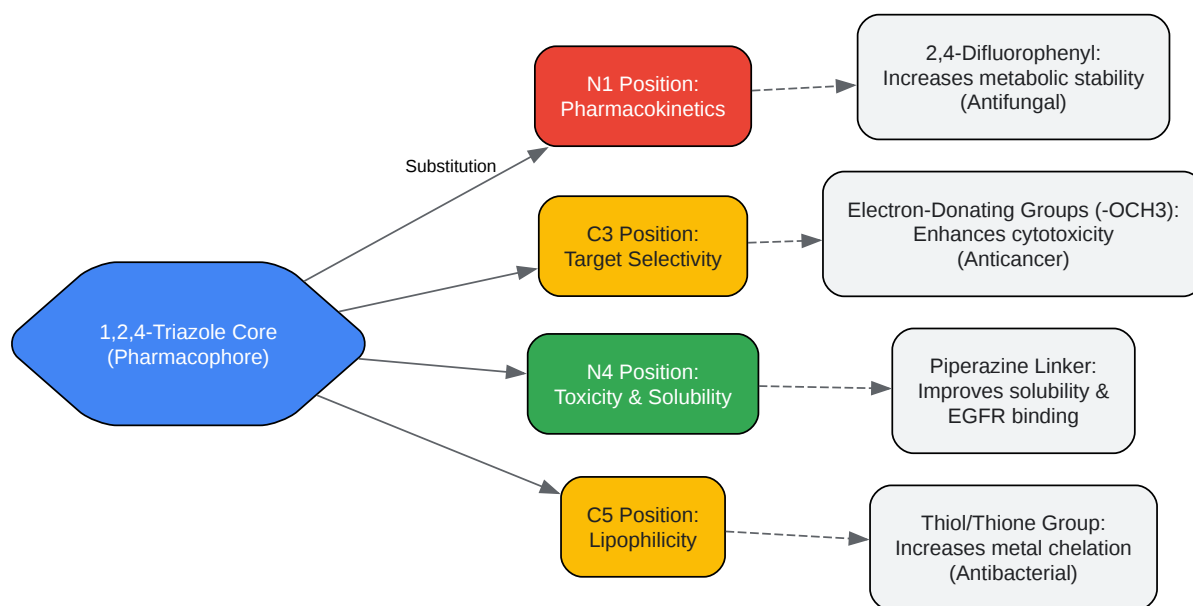 1,2,4-Triazole Core
(Pharmacophore)
Substitution
N1 Position:
Pharmacokinetics
2,4-Difluorophenyl:
Increases metabolic stability
(Antifungal)
C3 Position:
Target Selectivity
Electron-Donating Groups (-OCH3):
Enhances cytotoxicity
(Anticancer)
N4 Position:
Toxicity & Solubility
Piperazine Linker:
Improves solubility &
EGFR binding
C5 Position:
Lipophilicity
Thiol/Thione Group:
Increases metal chelation
(Antibacterial)